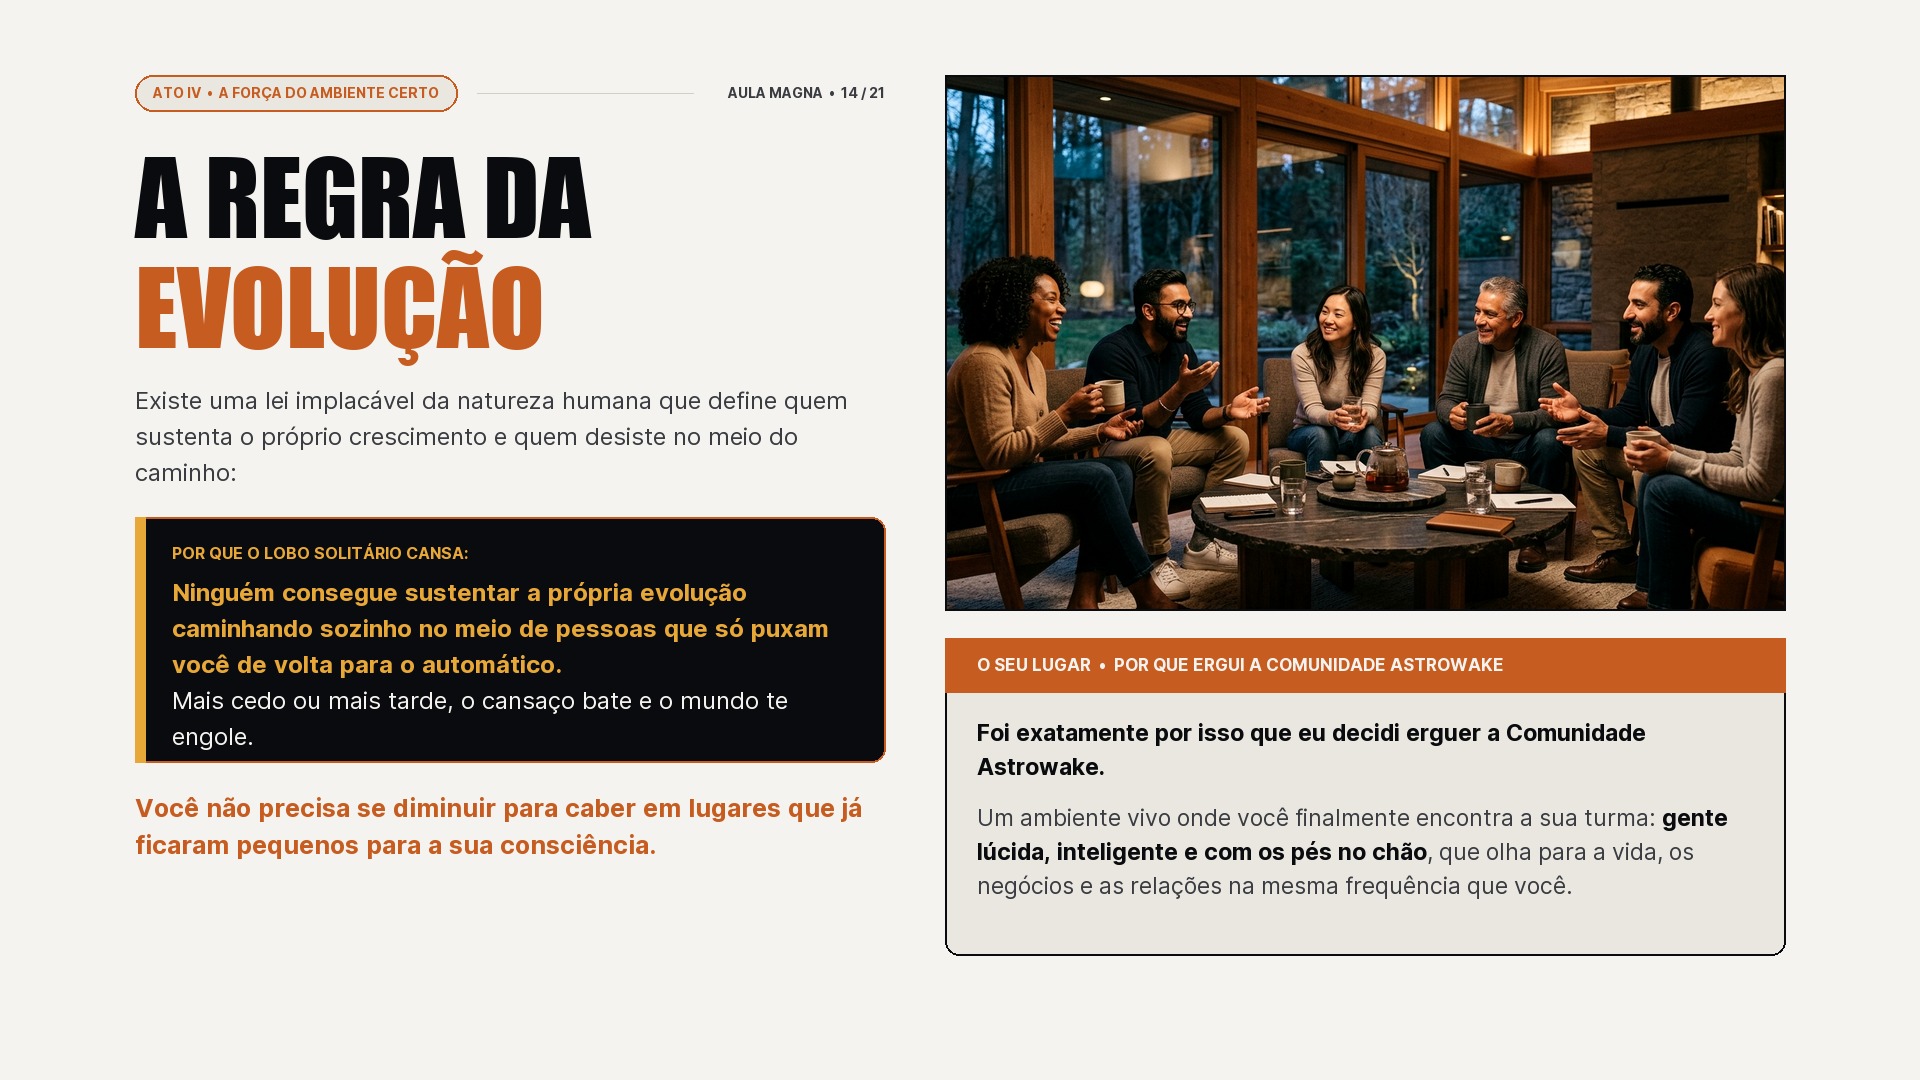 ATO IV • A FORÇA DO AMBIENTE CERTO
AULA MAGNA • 14 / 21
A REGRA DA
EVOLUÇÃO
Existe uma lei implacável da natureza humana que define quem
sustenta o próprio crescimento e quem desiste no meio do
caminho:
POR QUE O LOBO SOLITÁRIO CANSA:
Ninguém consegue sustentar a própria evolução
caminhando sozinho no meio de pessoas que só puxam
você de volta para o automático.
Mais cedo ou mais tarde, o cansaço bate e o mundo te
engole.
Você não precisa se diminuir para caber em lugares que já
ficaram pequenos para a sua consciência.
O SEU LUGAR • POR QUE ERGUI A COMUNIDADE ASTROWAKE
Foi exatamente por isso que eu decidi erguer a Comunidade
Astrowake.
Um ambiente vivo onde você finalmente encontra a sua turma: gente
lúcida, inteligente e com os pés no chão, que olha para a vida, os
negócios e as relações na mesma frequência que você.